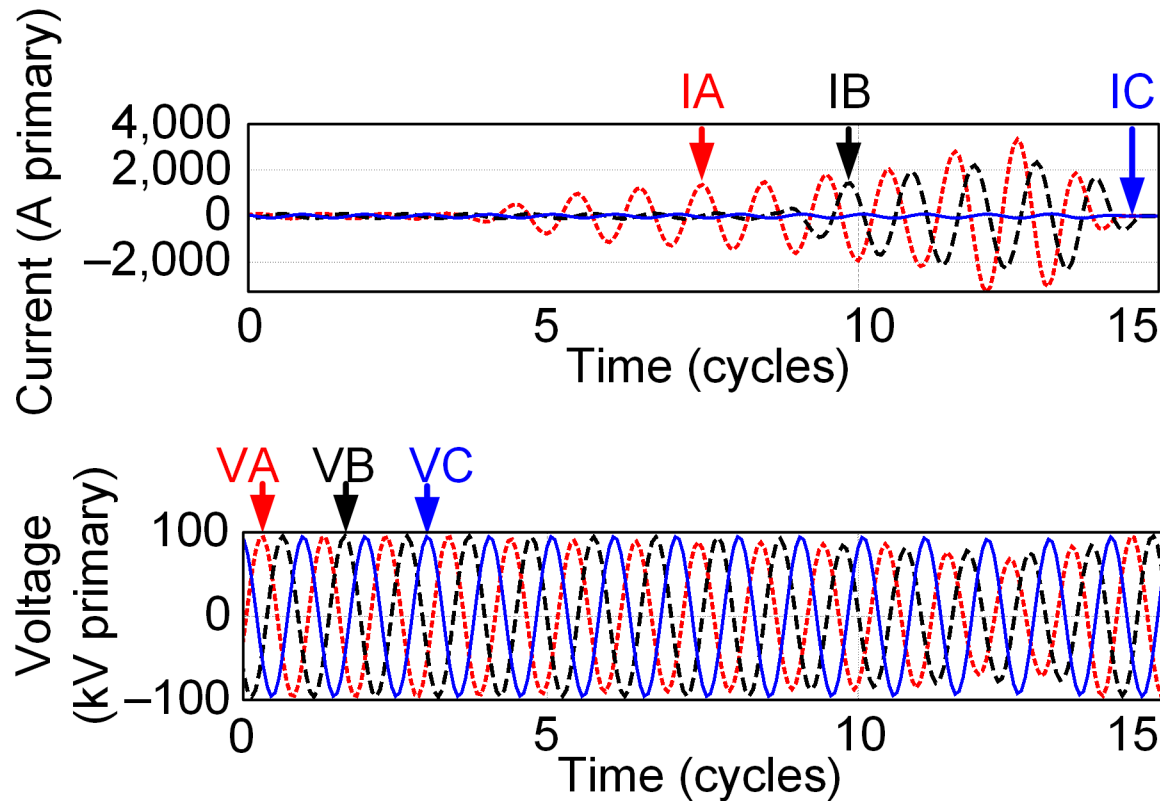 Current (A primary)
IA IB IC
4,000
2,000
0
–2,000
0 5 10 15
Time (cycles)
Voltage
(kV primary)
VA VB VC
100
0
–100
0 5 10 15
Time (cycles)